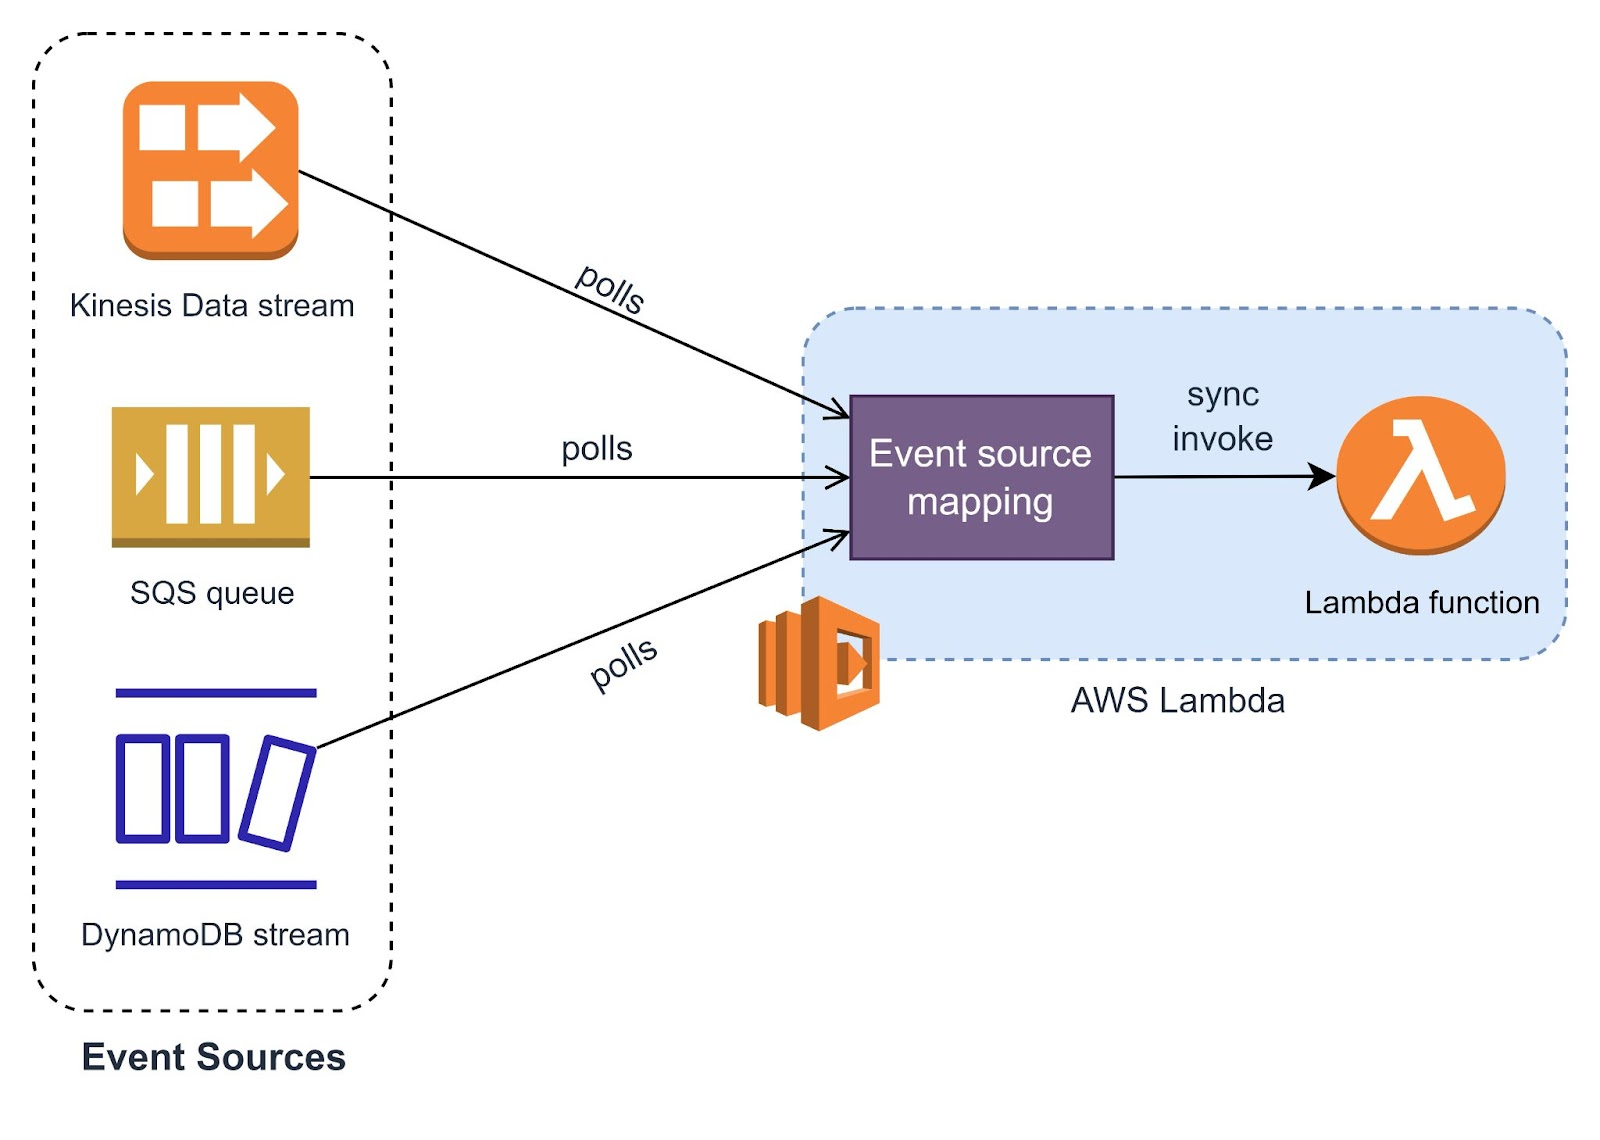 Kinesis Data stream
polls
polls
SQS queue
polls
DynamoDB stream
Event Sources
Event source
mapping
sync
invoke
Lambda function
AWS Lambda